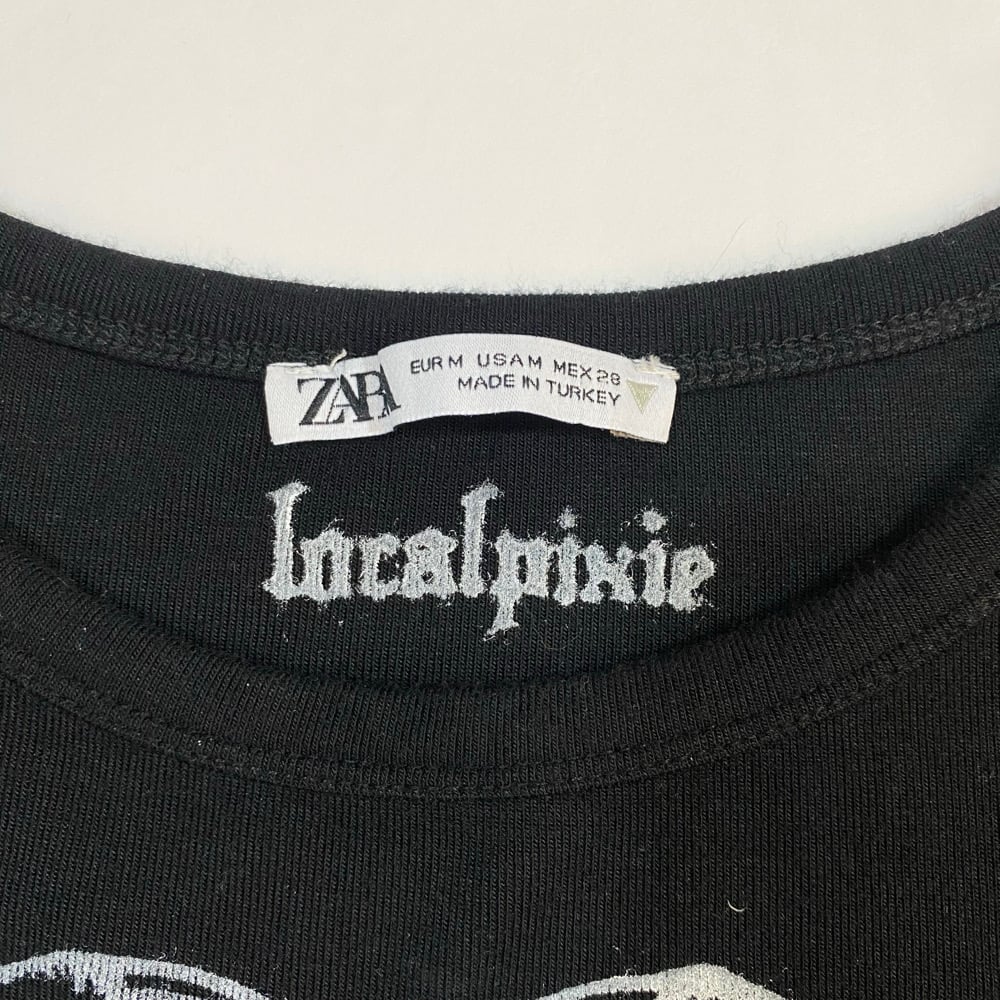 ZARA
EUR M USA M MEX 28
MADE IN TURKEY
localpixie